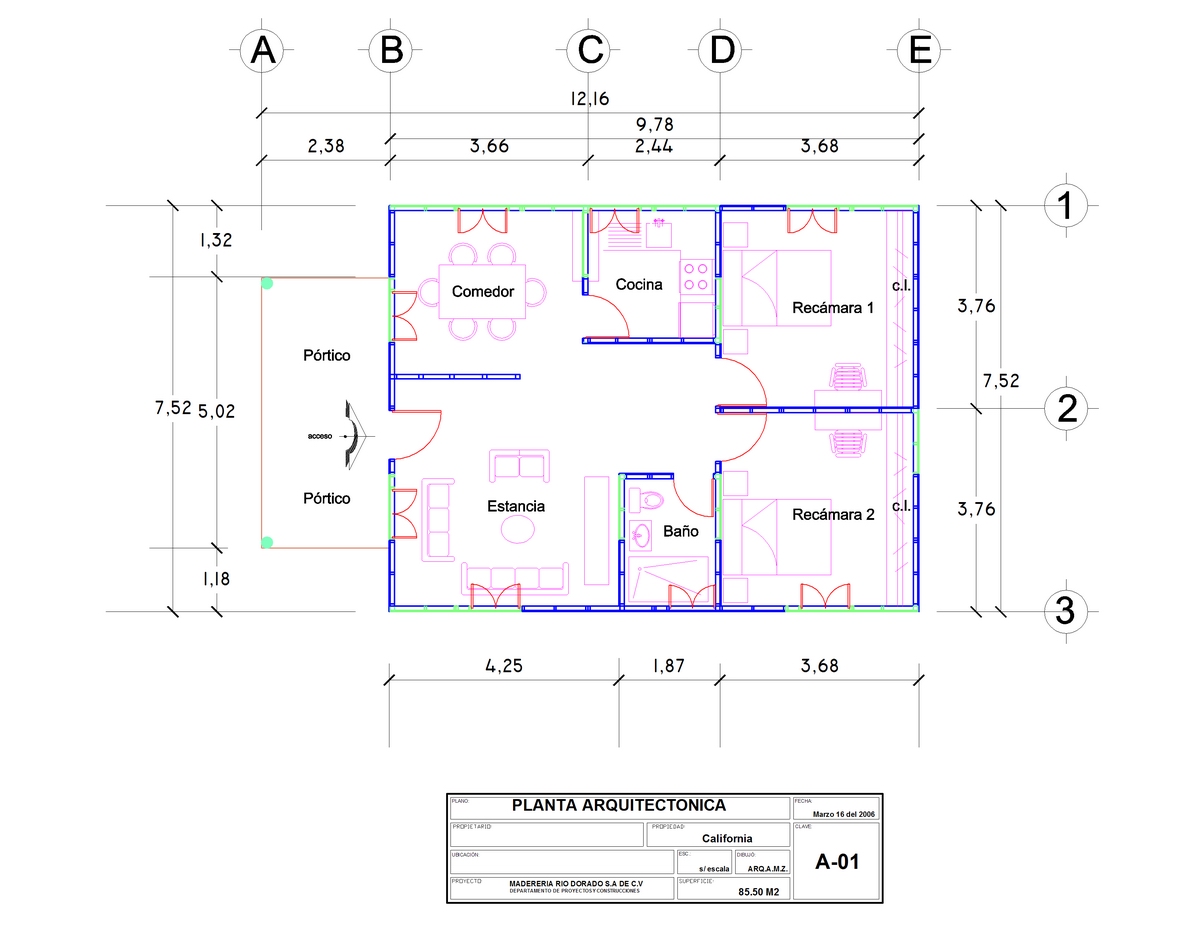 A B C D E
12,16
9,78
2,38 3,66 2,44 3,68
1
1,32
Cocina
c.l.
Comedor
3,76
Recámara 1
Pórtico
7,52
7,52 5,02
2
acceso
Pórtico
c.l.
Estancia
3,76
Recámara 2
Baño
1,18
3
4,25 1,87 3,68
PLANO:
PLANTA ARQUITECTONICA
FECHA:
Marzo 16 del 2006
PROPIETARIO:
PROPIEDAD:
California
CLAVE:
A-01
UBICACIÓN:
ESC.:
s/ escala
DIBUJÓ:
ARQ.A.M.Z.
PROYECTO:
MADERERIA RIO DORADO S.A DE C.V
DEPARTAMENTO DE PROYECTOS Y CONSTRUCCIONES
SUPERFICIE:
85.50 M2